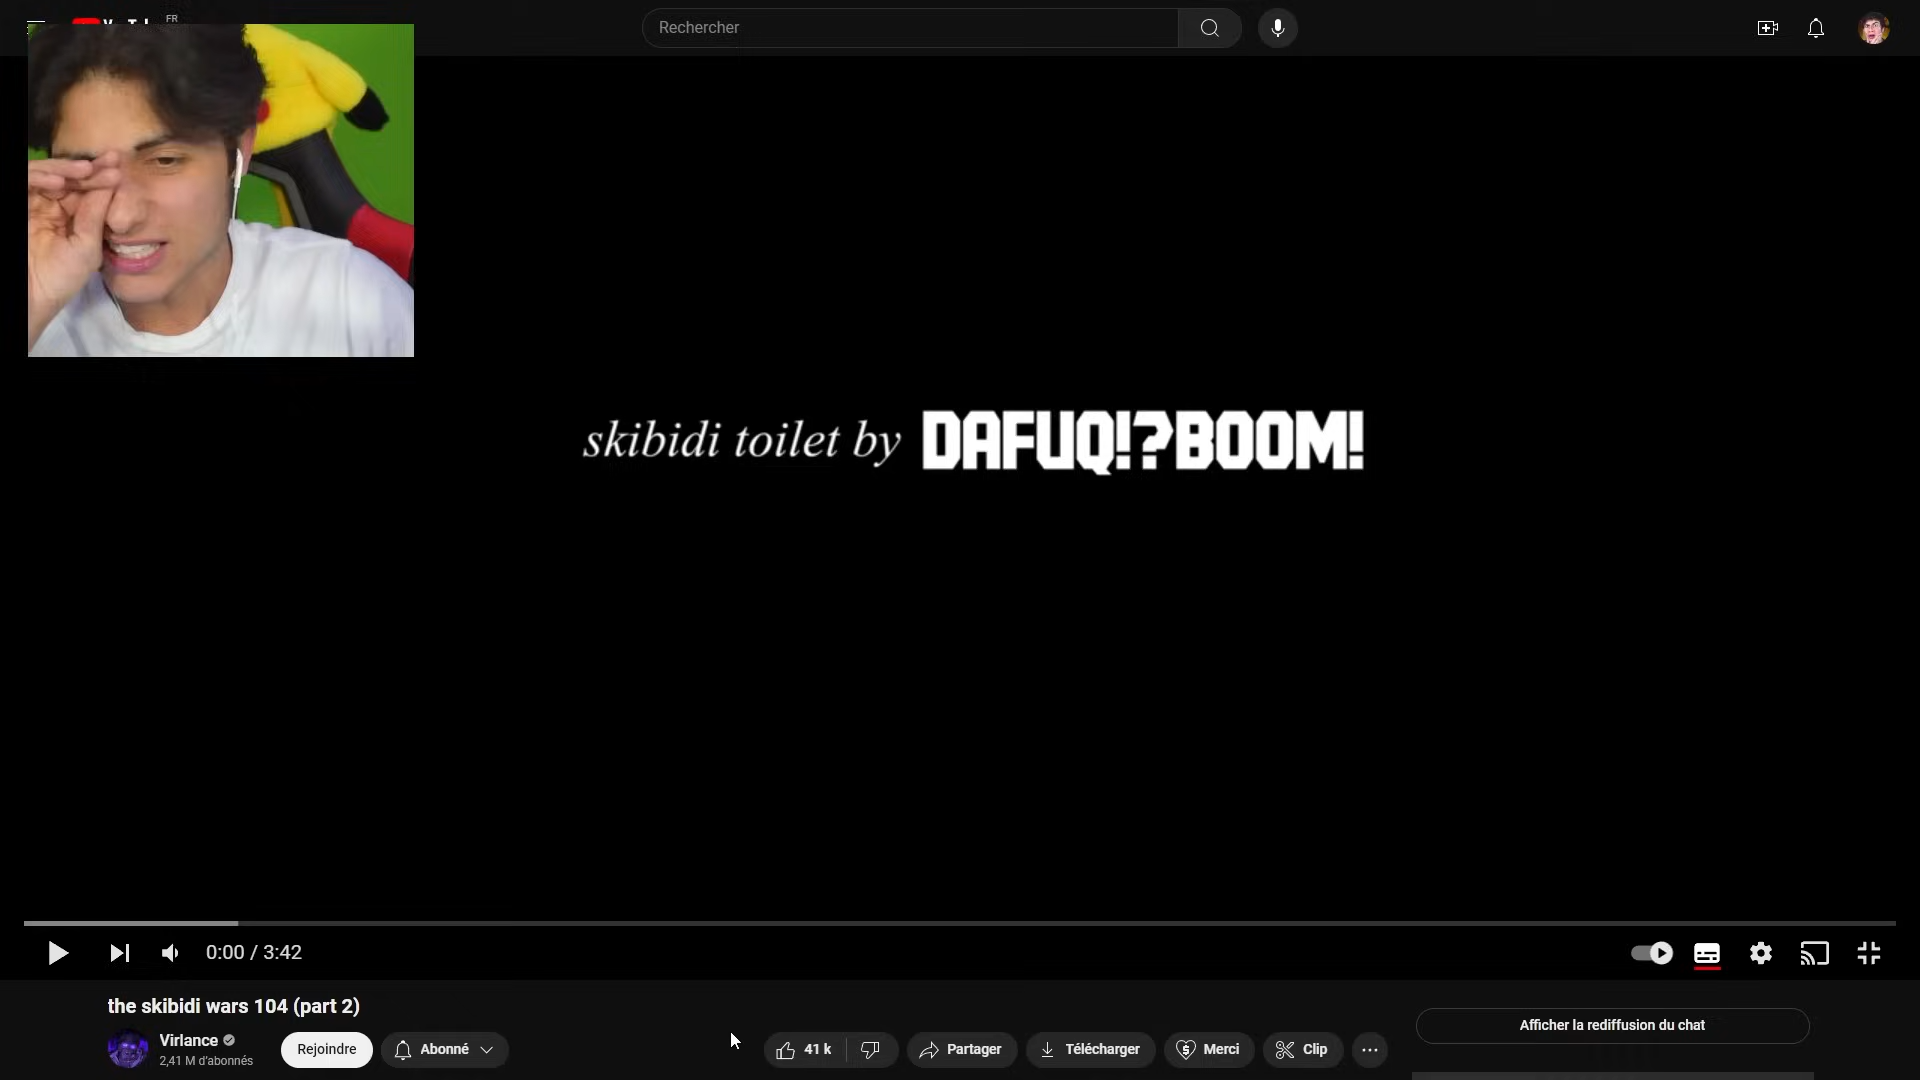 FR
Rechercher
skibidi toilet by DAFUQ!?BOOM!
0:00 / 3:42
the skibidi wars 104 (part 2)
Virlance
2,41 M d'abonnés
Rejoindre
Abonné
41 k
Partager
Télécharger
Merci
Clip
Afficher la rediffusion du chat